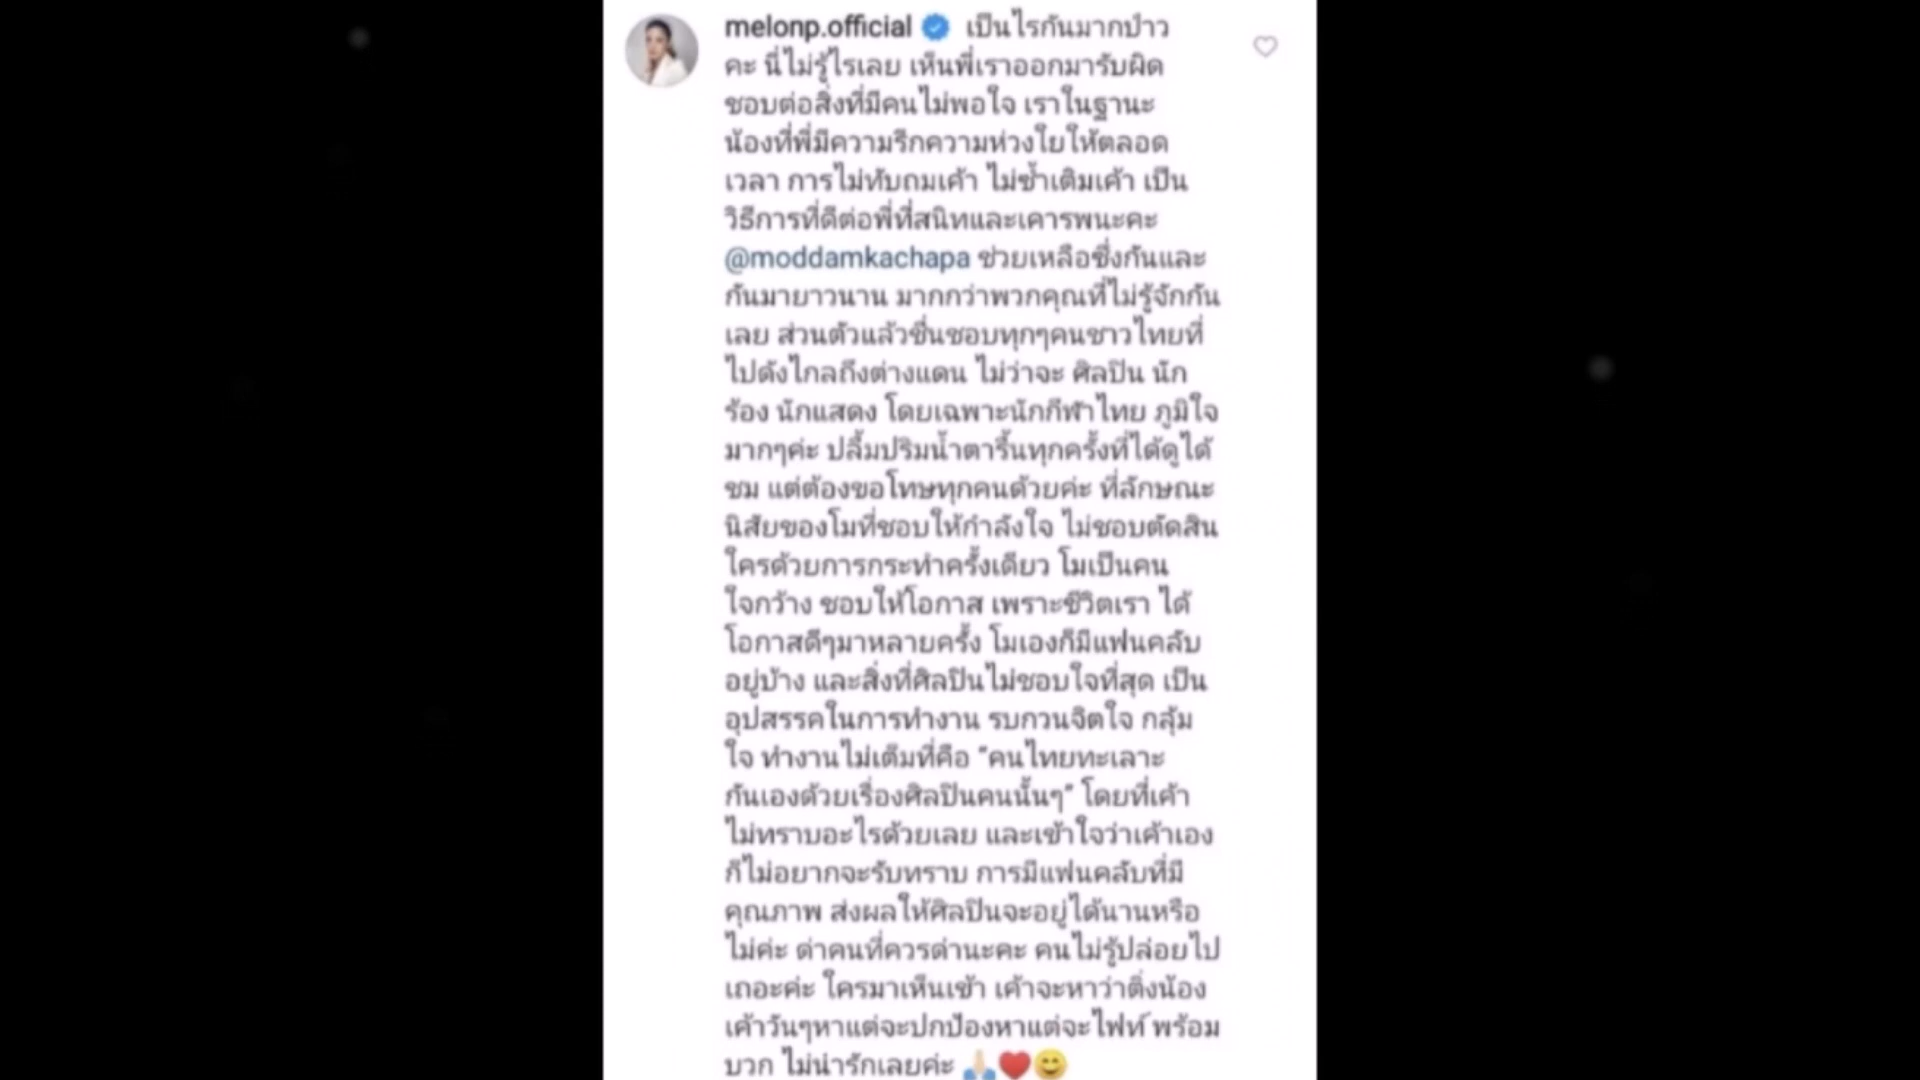 melonp.official เป็นไรกันมากป่าว
คะ นี่ไม่รู้ไรเลย เห็นพี่เราออกมารับผิด
ชอบต่อสิ่งที่มีคนไม่พอใจ เราในฐานะ
น้องที่พี่มีความรักความห่วงใยให้ตลอด
เวลา การไม่ทับถมเค้า ไม่ซ้ำเติมเค้า เป็น
วิธีการที่ดีต่อพี่ที่สนิทและเคารพนะคะ
@moddamkachapa ช่วยเหลือซึ่งกันและ
กันมายาวนาน มากกว่าพวกคุณที่ไม่รู้จักกัน
เลย ส่วนตัวแล้วชื่นชอบทุกๆคนชาวไทยที่
ไปดังไกลถึงต่างแดน ไม่ว่าจะ ศิลปิน นัก
ร้อง นักแสดง โดยเฉพาะนักกีฬาไทย ภูมิใจ
มากๆค่ะ ปลื้มปริมน้ำตารื้นทุกครั้งที่ได้ดูได้
ชม แต่ต้องขอโทษทุกคนด้วยค่ะ ที่ลักษณะ
นิสัยของโมที่ชอบให้กำลังใจ ไม่ชอบตัดสิน
ใครด้วยการกระทำครั้งเดียว โมเป็นคน
ใจกว้าง ชอบให้โอกาส เพราะชีวิตเรา ได้
โอกาสดีๆมาหลายครั้ง โมเองก็มีแฟนคลับ
อยู่บ้าง และสิ่งที่ศิลปินไม่ชอบใจที่สุด เป็น
อุปสรรคในการทำงาน รบกวนจิตใจ กลุ้ม
ใจ ทำงานไม่เต็มที่คือ "คนไทยทะเลาะ
กันเองด้วยเรื่องศิลปินคนนั้นๆ" โดยที่เค้า
ไม่ทราบอะไรด้วยเลย และเข้าใจว่าเค้าเอง
ก็ไม่อยากจะรับทราบ การมีแฟนคลับที่มี
คุณภาพ ส่งผลให้ศิลปินจะอยู่ได้นานหรือ
ไม่ค่ะ ด่าคนที่ควรด่านะคะ คนไม่รู้ปล่อยไป
เถอะค่ะ ใครมาเห็นเข้า เค้าจะหาว่าติ่งน้อง
เค้าวันๆหาแต่จะปกป้องหาแต่จะไฟท์ พร้อม
บวก ไม่น่ารักเลยค่ะ 🙏🏻❤️😊